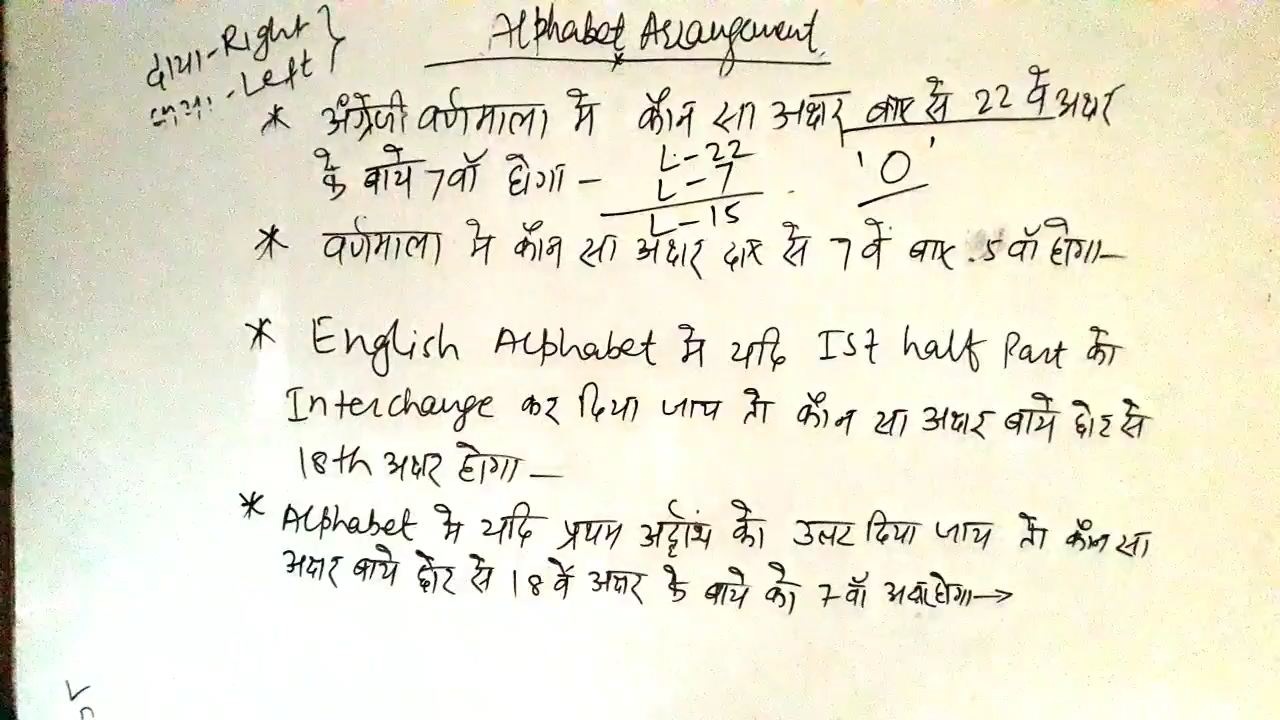 Alphabet Arrangement
दाया - Right
बाया - Left
* अंग्रेजी वर्णमाला मे कौन सा अक्षर बाए से 22 वे अक्षर
L-22
के बाये 7वॉ होगा - L-7 'O'
L-15
* वर्णमाला मे कौन सा अक्षर दाए से 7 वे बाए 5 वॉ होगा—
* English Alphabet मे यदि Ist half Part को
Interchange कर दिया जाय तो कौन सा अक्षर बाये छोर से
18th अक्षर होगा —
* Alphabet मे यदि प्रथम अर्द्धांश को उलट दिया जाय तो कौन सा
अक्षर बाये छोर से 18 वे अक्षर के बाये को 7 वॉ अक्षर होगा→